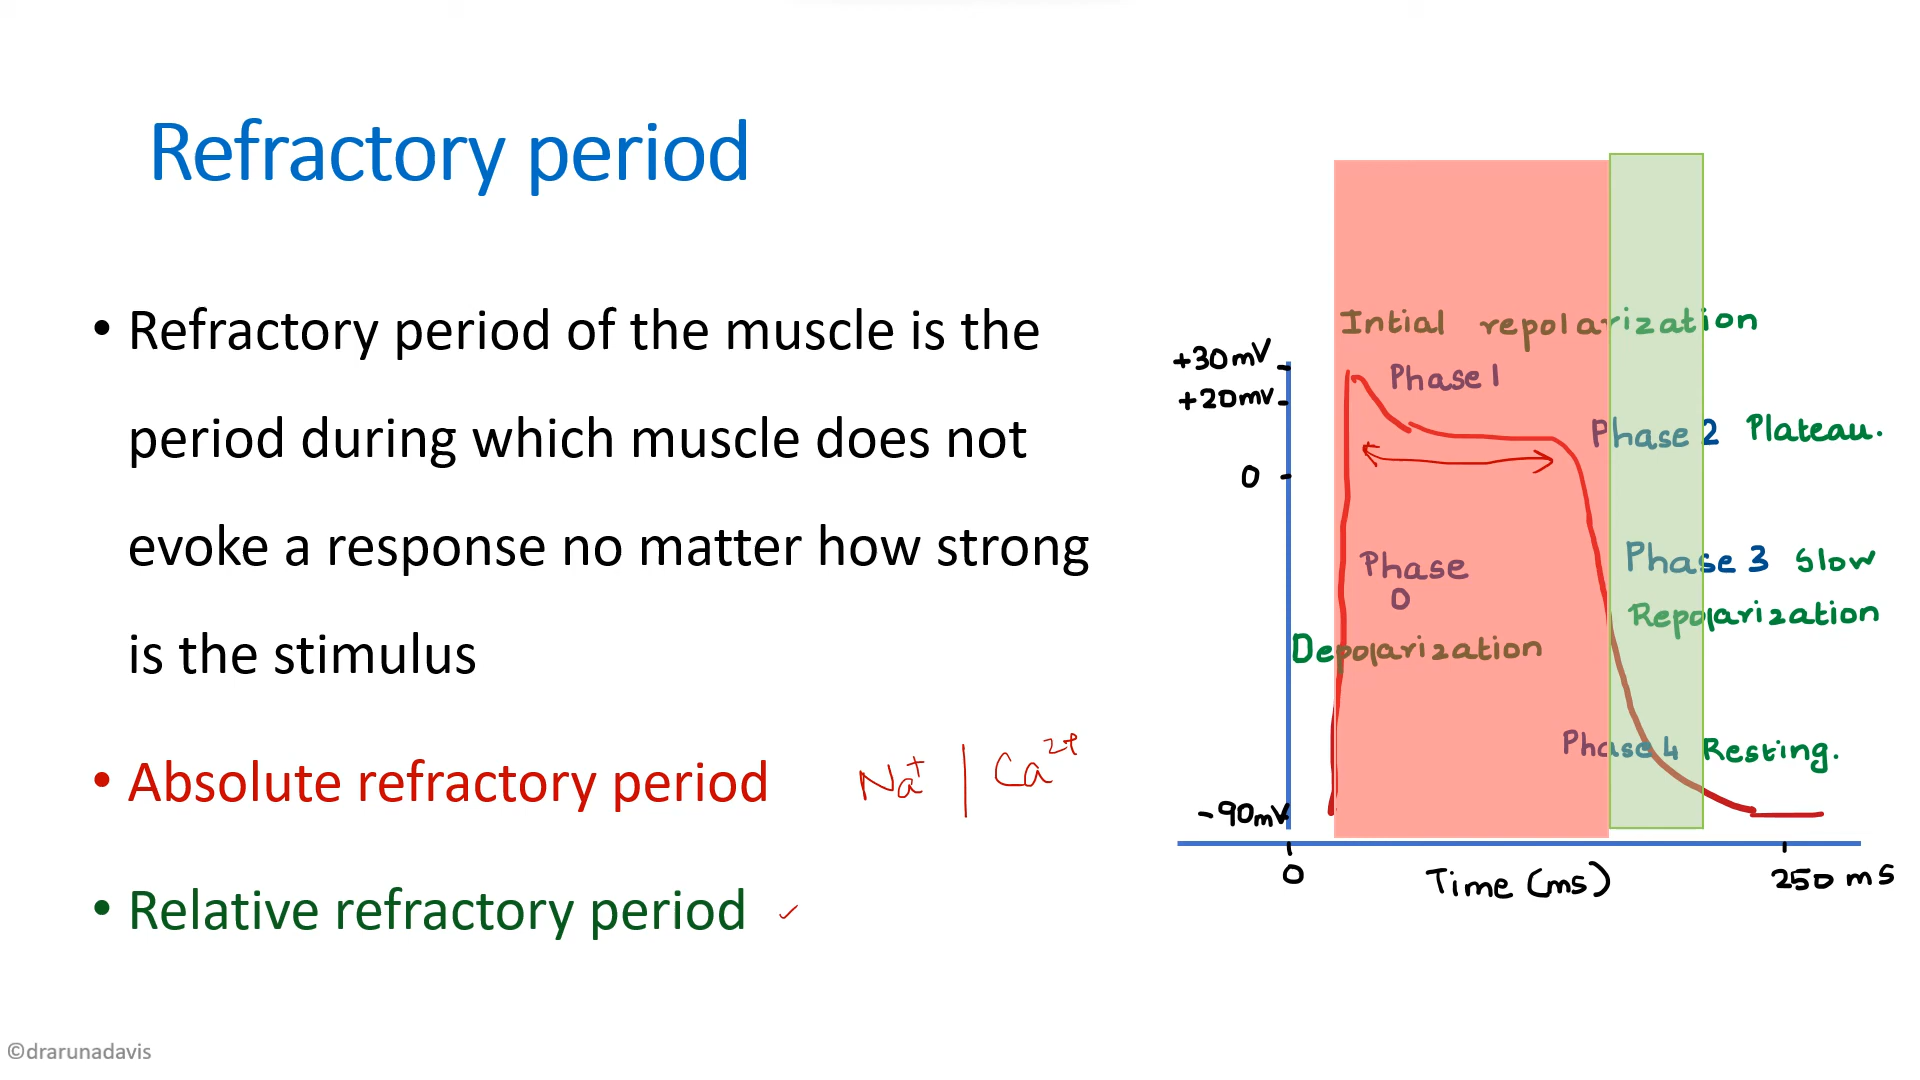 Refractory period
• Refractory period of the muscle is the
period during which muscle does not
evoke a response no matter how strong
is the stimulus
• Absolute refractory period
Na+ | Ca2+
• Relative refractory period ✓
Intial repolarization
+30mV
Phase 1
+20mV
Phase 2 Plateau.
0
Phase 3 Slow
Repolarization
Phase
0
Depolarization
Phase 4 Resting.
-90mV
0
Time (ms)
250 ms
©drarunadavis